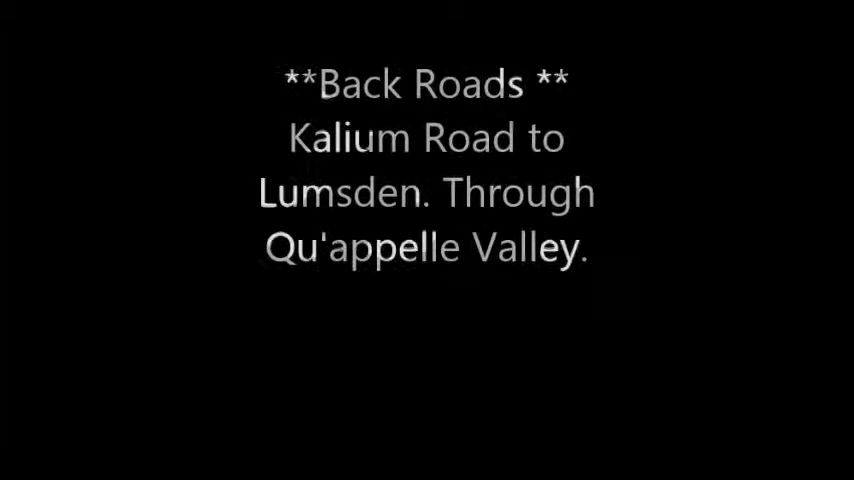 **Back Roads **
Kalium Road to
Lumsden. Through
Qu'appelle Valley.